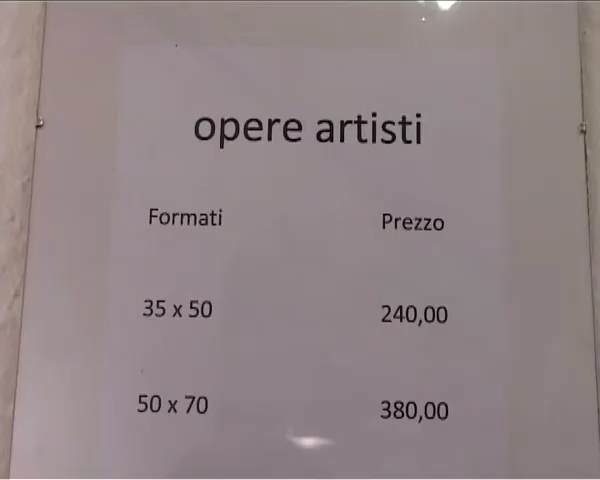 opere artisti
Formati Prezzo
35 x 50 240,00
50 x 70 380,00